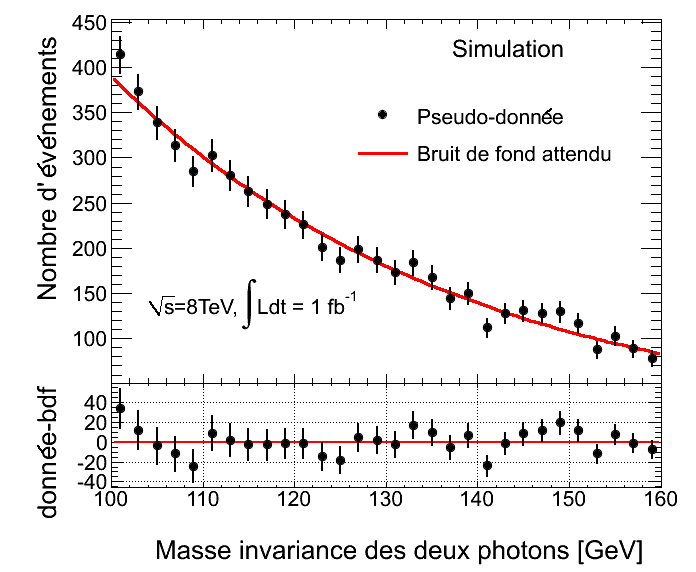 Nombre d'événements
450
400
350
300
250
200
150
100
Simulation
Pseudo-donnée
Bruit de fond attendu
√s=8TeV, ∫Ldt = 1 fb⁻¹
donnée-bdf
40
20
0
-20
-40
100 110 120 130 140 150 160
Masse invariance des deux photons [GeV]